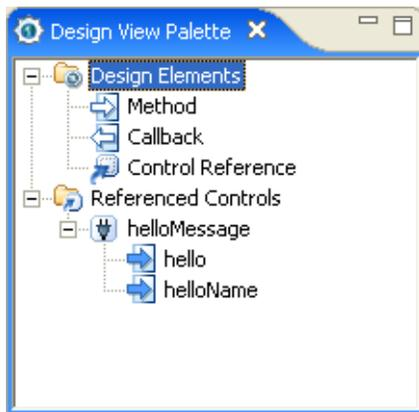 Design View Palette
Design Elements
Method
Callback
Control Reference
Referenced Controls
helloMessage
hello
helloName